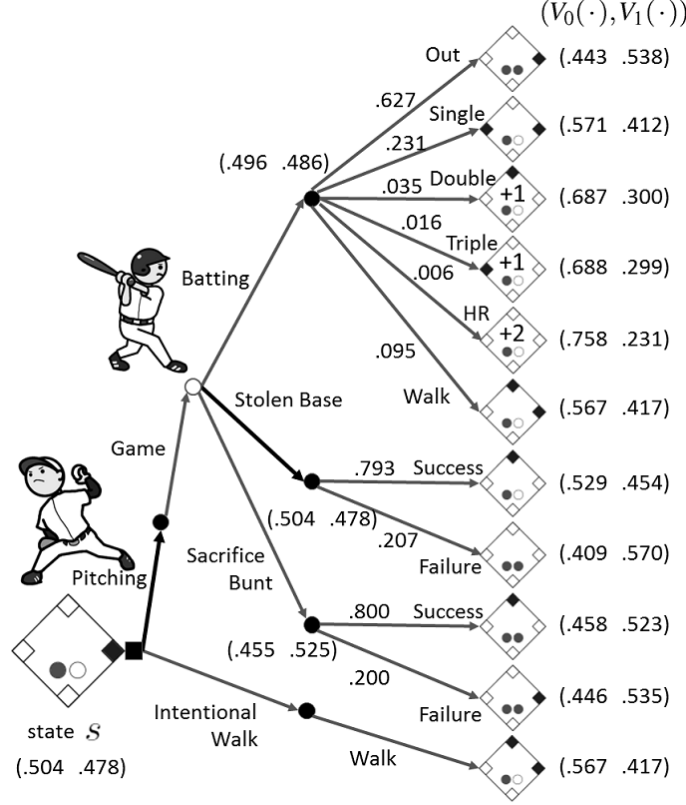 (V₀(·), V₁(·))
Out
(.443 .538)
.627
Single
(.571 .412)
.231
(.496 .486)
Double
.035
+1
(.687 .300)
.016
Triple
+1
(.688 .299)
.006
HR
+2
(.758 .231)
Batting
.095
Walk
(.567 .417)
Stolen Base
Game
.793 Success
(.529 .454)
(.504 .478)
.207
Failure
(.409 .570)
Pitching
Sacrifice
Bunt
.800 Success
(.458 .523)
(.455 .525)
.200
Failure
(.446 .535)
Intentional
Walk
state s
(.504 .478)
Walk
(.567 .417)